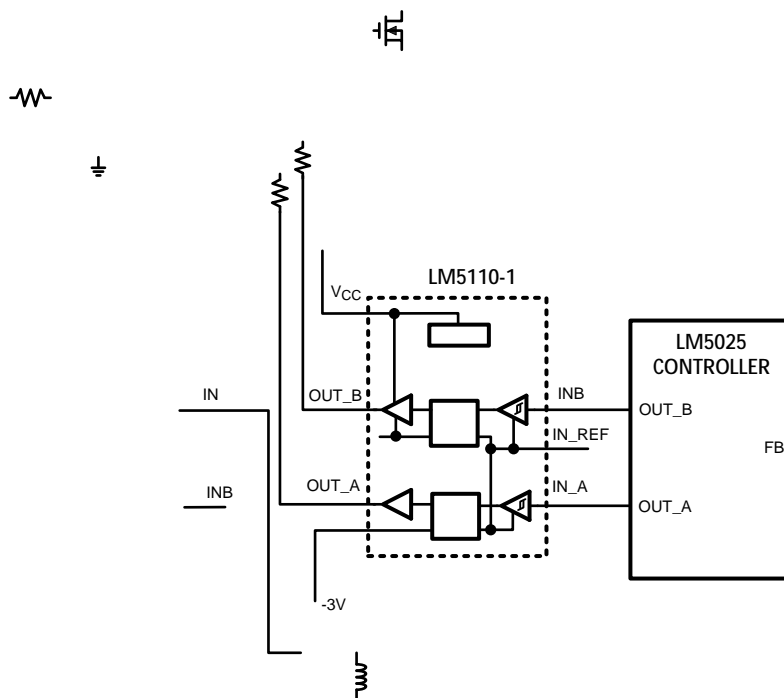 LM5110-1
VCC
LM5025
CONTROLLER
IN
OUT_B
INB
OUT_B
IN_REF
FB
INB
OUT_A
IN_A
OUT_A
-3V